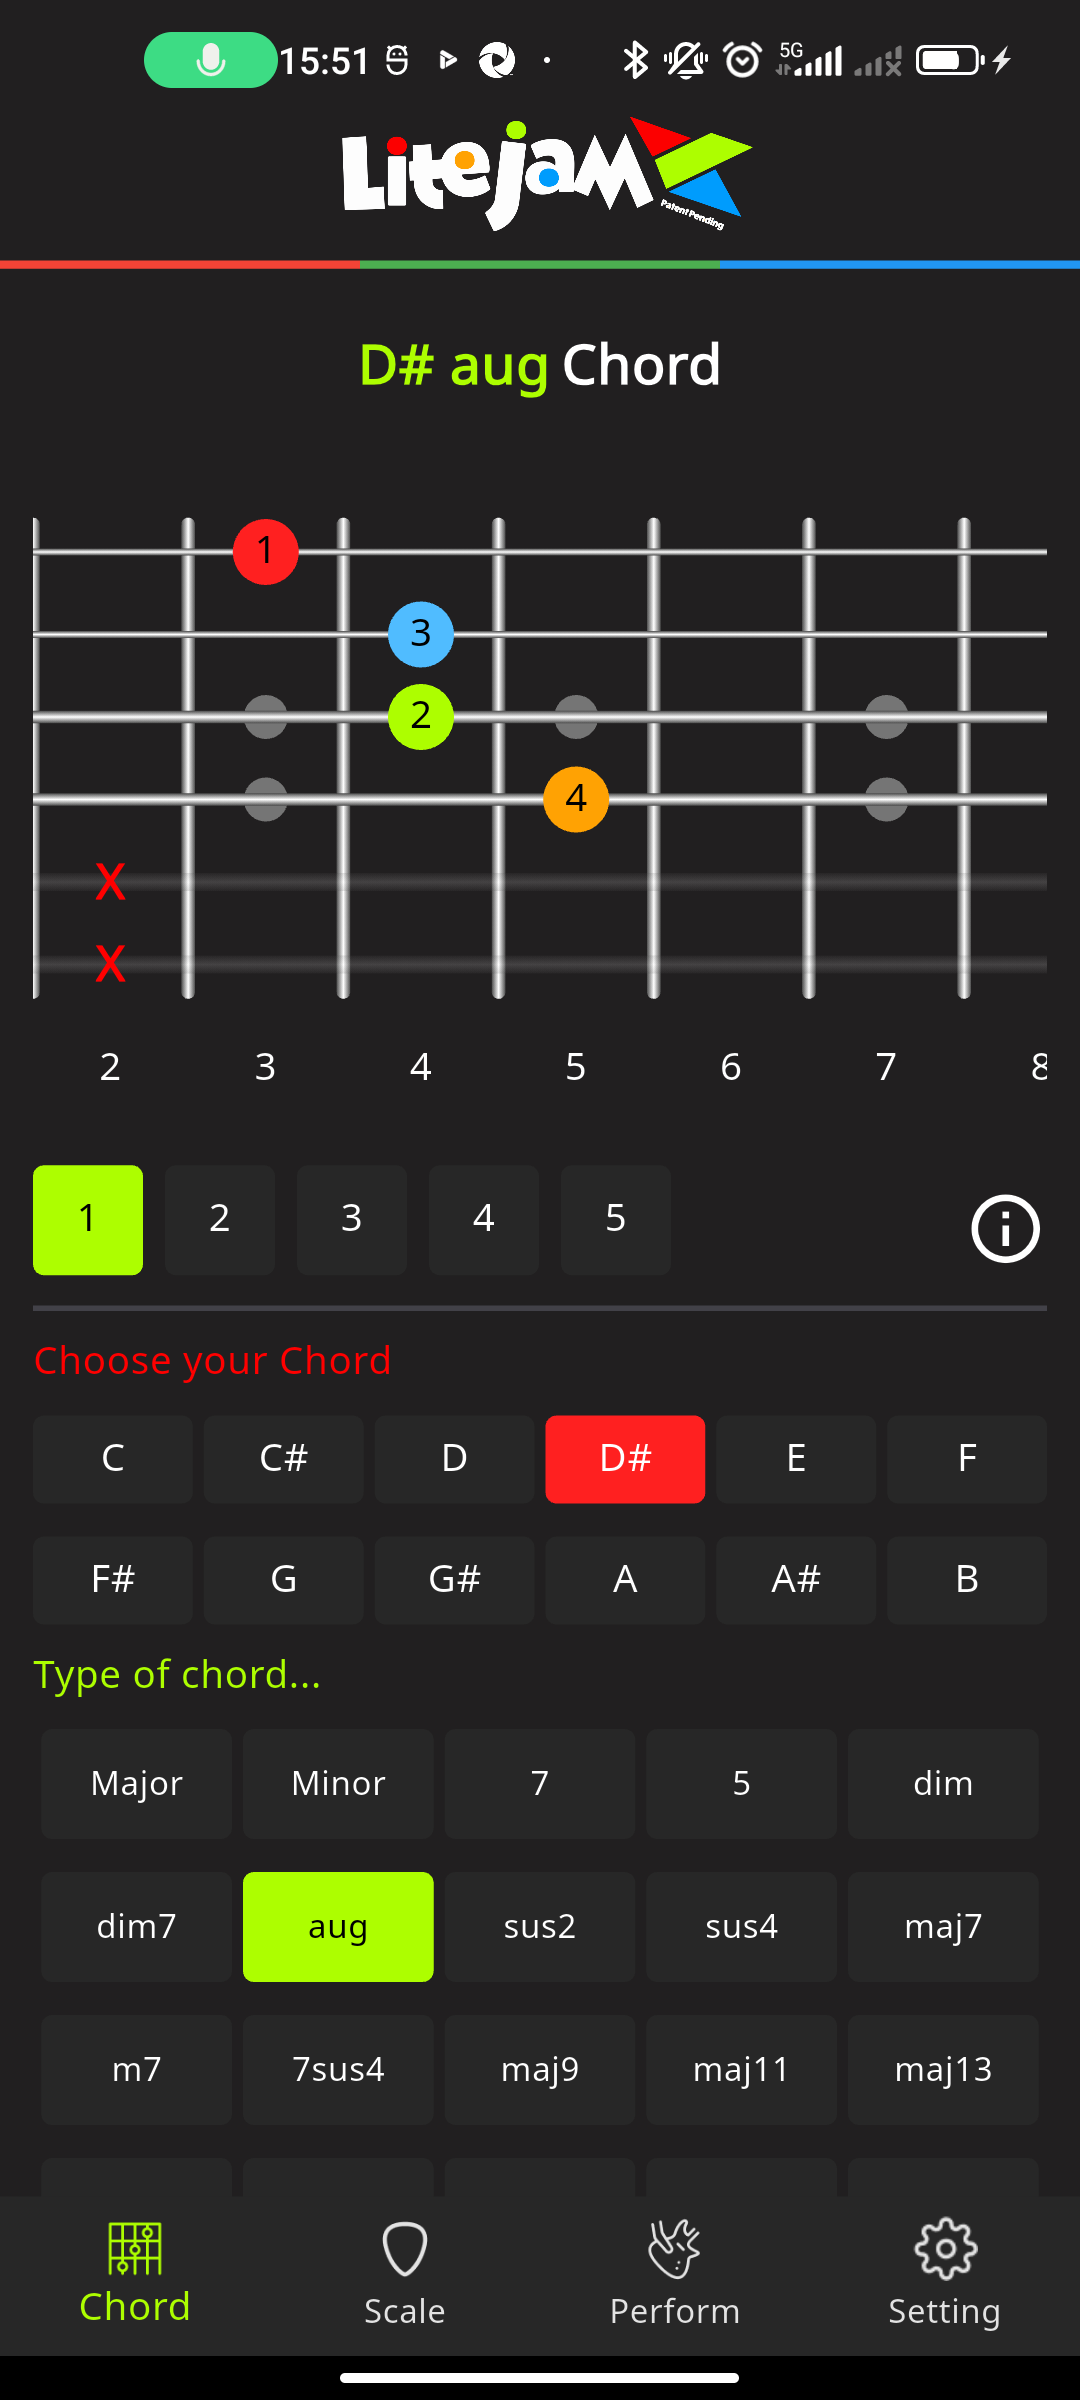 15:51 5G
Litejam
Patent Pending
D# aug Chord
1
3
2
4
X
X
2 3 4 5 6 7 8
1 2 3 4 5
Choose your Chord
C C# D D# E F
F# G G# A A# B
Type of chord...
Major Minor 7 5 dim
dim7 aug sus2 sus4 maj7
m7 7sus4 maj9 maj11 maj13
Chord Scale Perform Setting